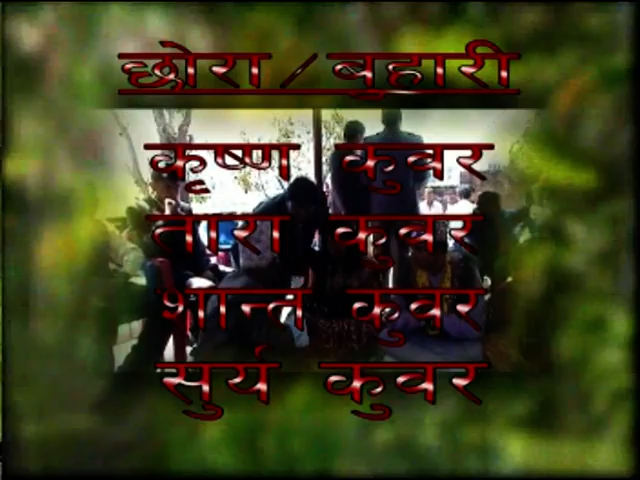 छोरा / बुहारी
कृष्ण कुवर
तारा कुवर
शान्त कुवर
सुर्य कुवर